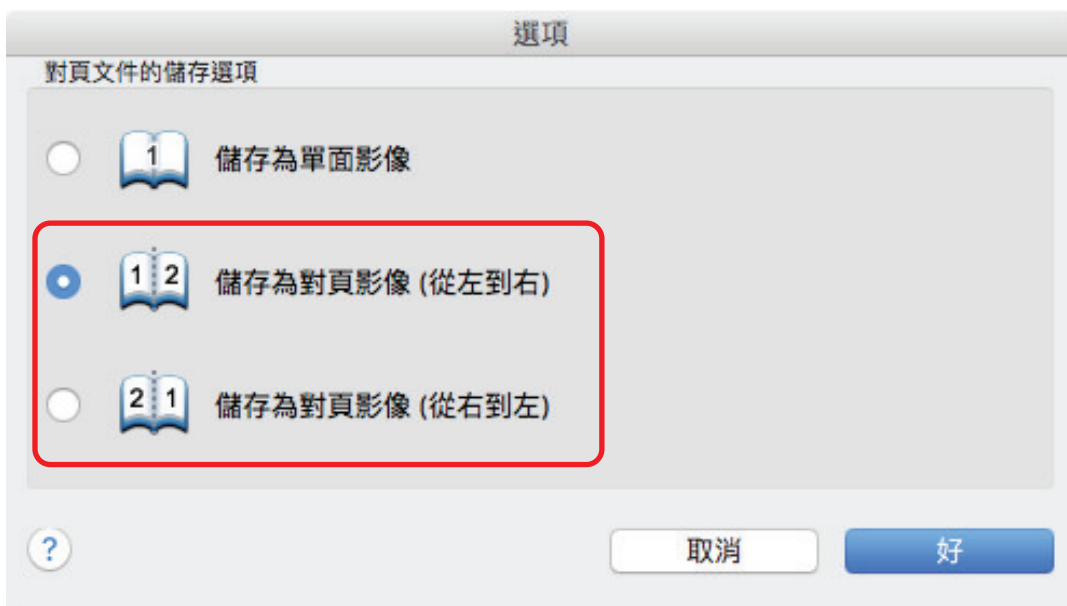 選項
對頁文件的儲存選項
1
儲存為單面影像
1 2
儲存為對頁影像 (從左到右)
2 1
儲存為對頁影像 (從右到左)
?
取消
好